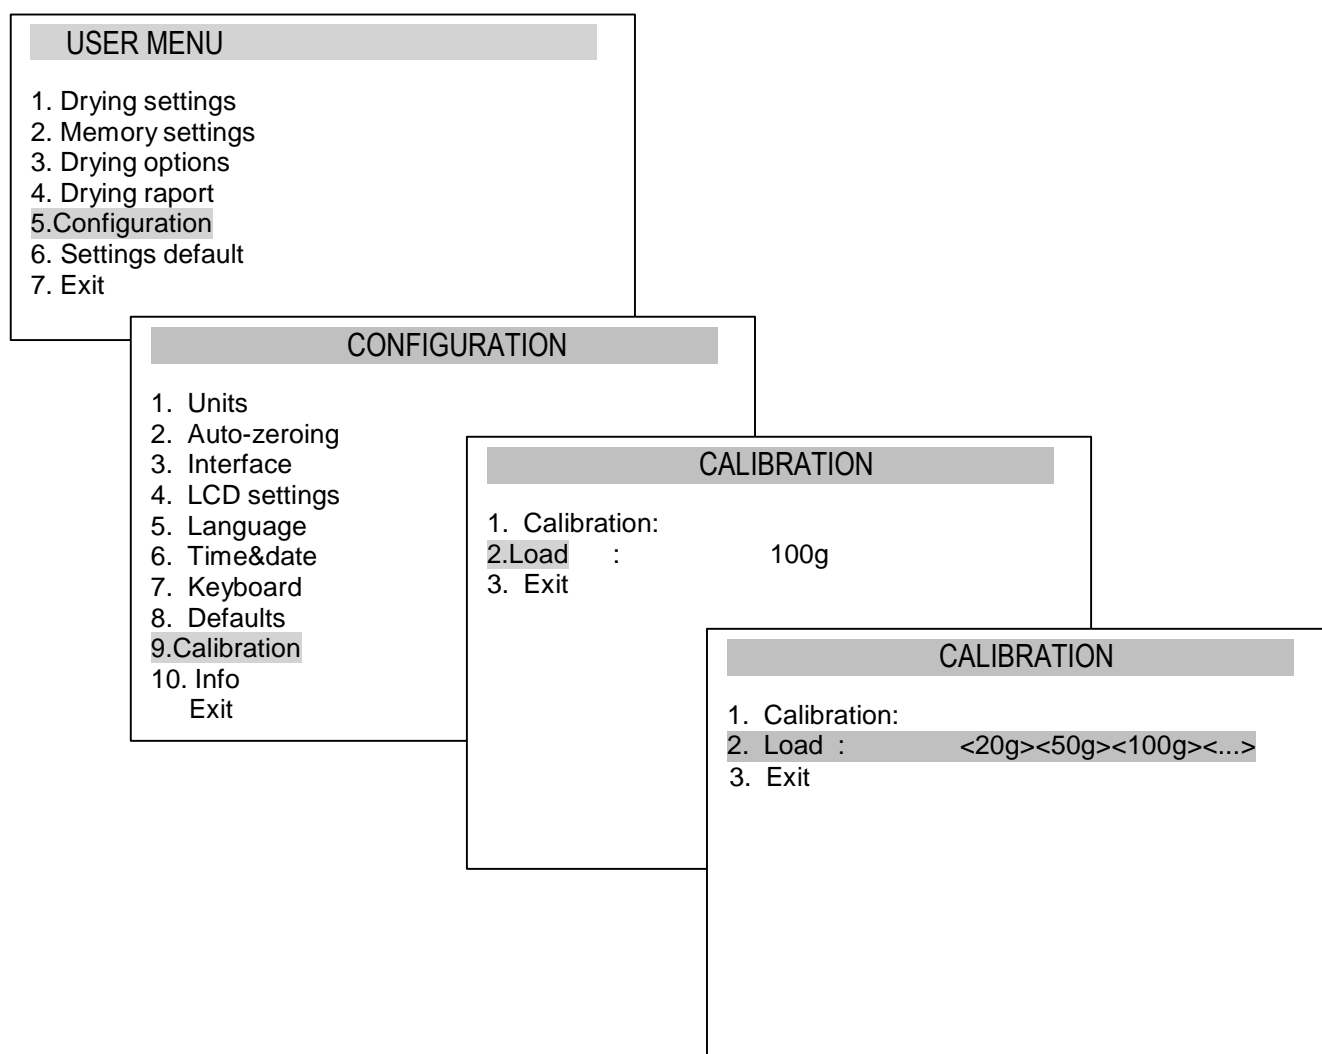 USER MENU
1. Drying settings
2. Memory settings
3. Drying options
4. Drying raport
5.Configuration
6. Settings default
7. Exit
CONFIGURATION
1. Units
2. Auto-zeroing
3. Interface
4. LCD settings
5. Language
6. Time&date
7. Keyboard
8. Defaults
9.Calibration
10. Info
Exit
CALIBRATION
1. Calibration:
2.Load : 100g
3. Exit
CALIBRATION
1. Calibration:
2. Load : <20g><50g><100g><...>
3. Exit